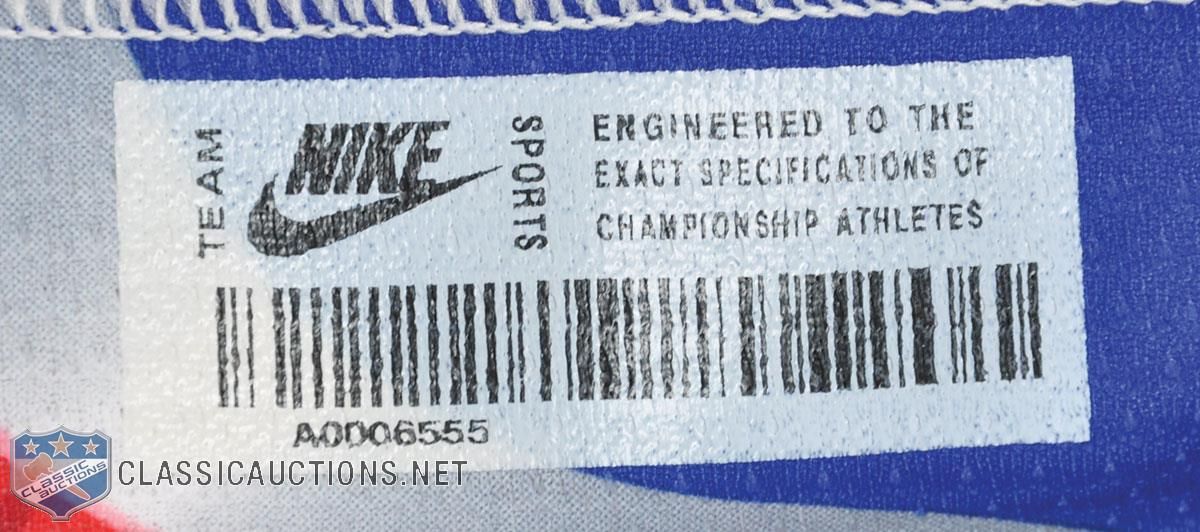 TEAM
NIKE
SPORTS
ENGINEERED TO THE
EXACT SPECIFICATIONS OF
CHAMPIONSHIP ATHLETES
A0006555
CLASSIC
AUCTIONS
CLASSICAUCTIONS.NET